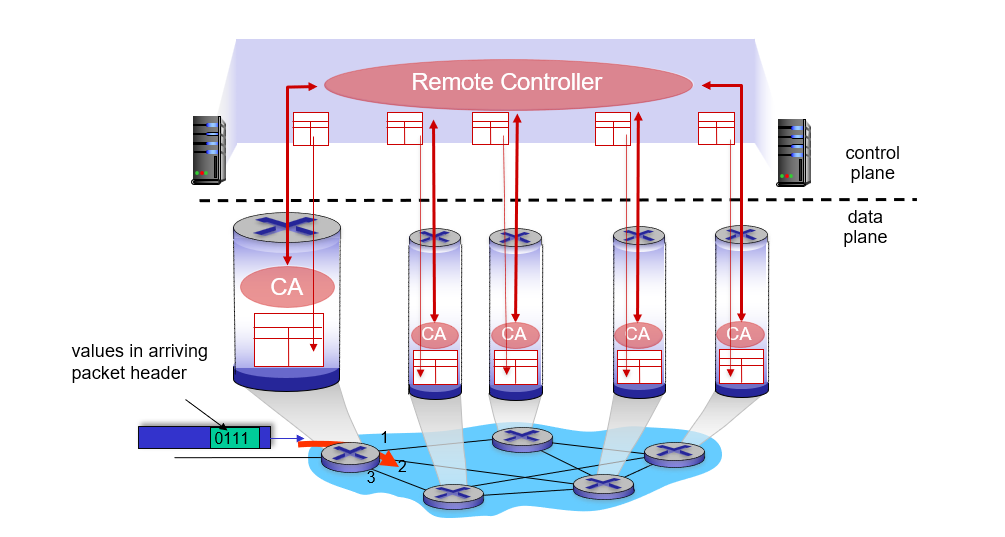 Remote Controller
control
plane
data
plane
CA
CA
CA
CA
CA
values in arriving
packet header
0111
1
2
3